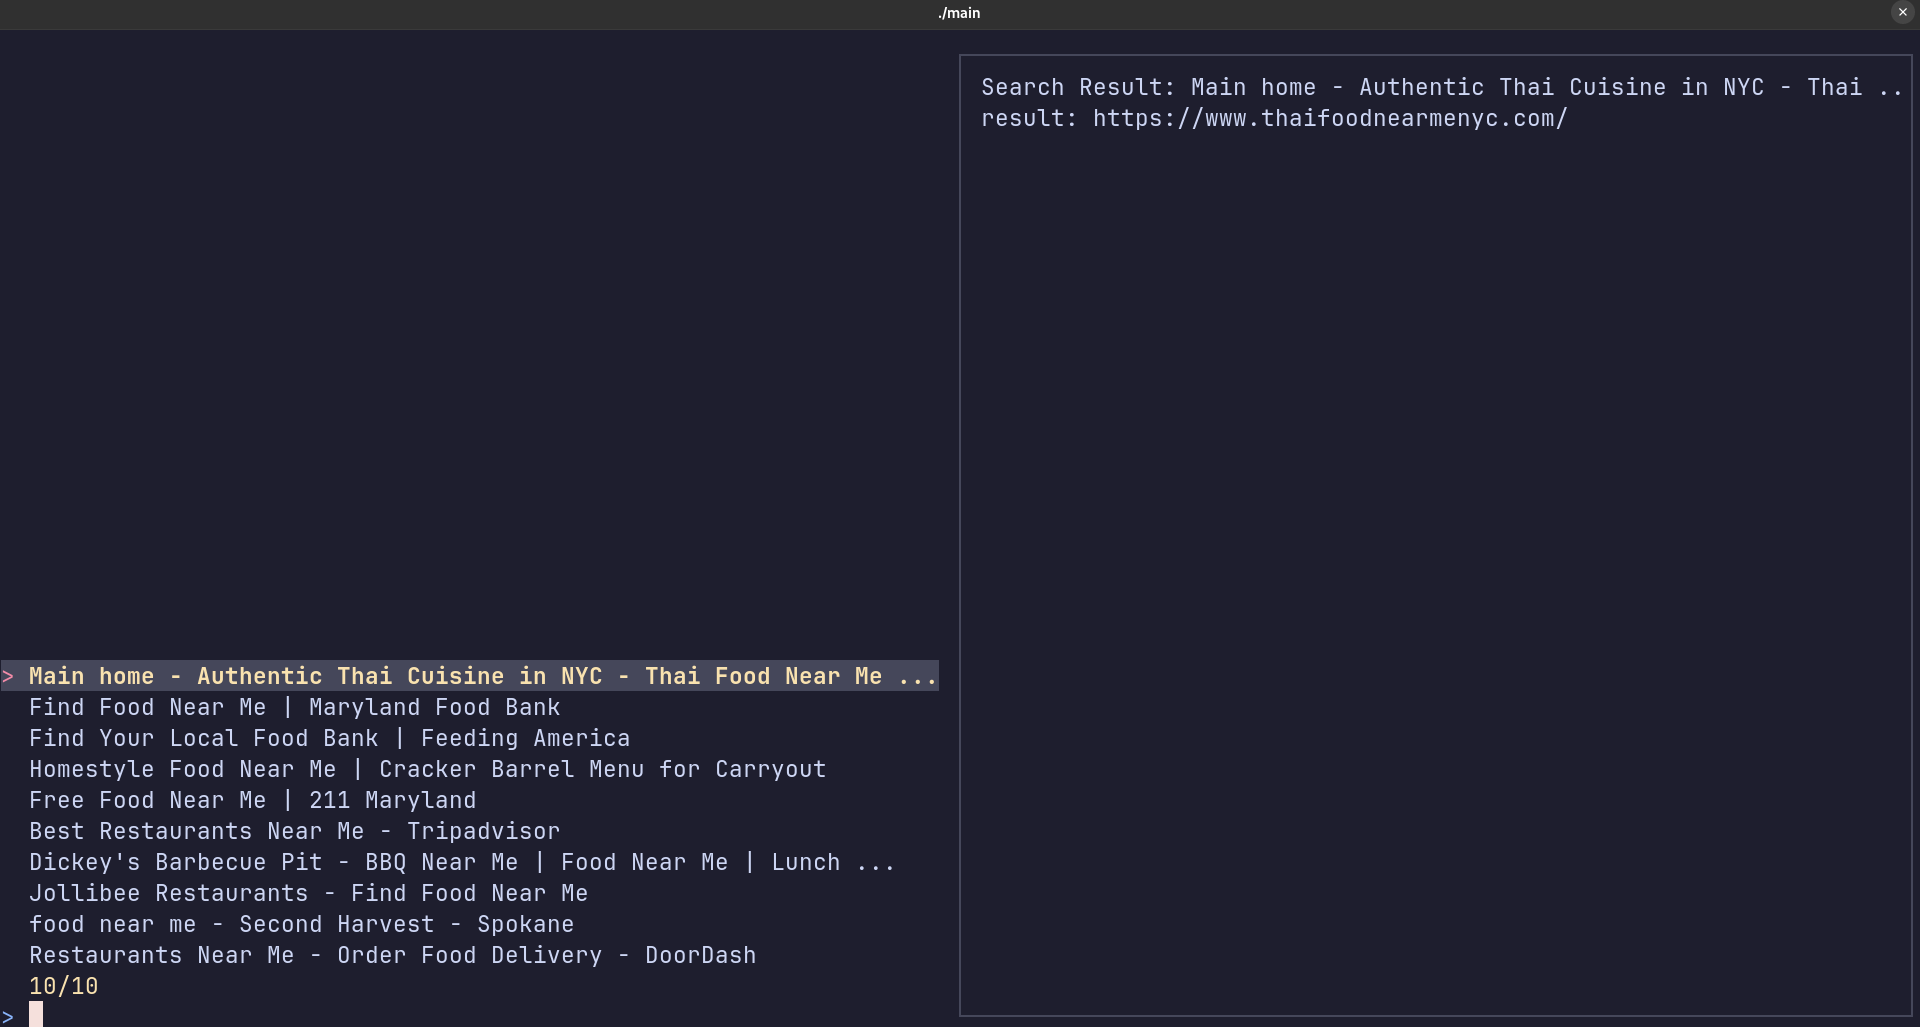 ./main
Search Result: Main home - Authentic Thai Cuisine in NYC - Thai ..
result: https://www.thaifoodnearmenyc.com/
> Main home - Authentic Thai Cuisine in NYC - Thai Food Near Me ...
Find Food Near Me | Maryland Food Bank
Find Your Local Food Bank | Feeding America
Homestyle Food Near Me | Cracker Barrel Menu for Carryout
Free Food Near Me | 211 Maryland
Best Restaurants Near Me - Tripadvisor
Dickey's Barbecue Pit - BBQ Near Me | Food Near Me | Lunch ...
Jollibee Restaurants - Find Food Near Me
food near me - Second Harvest - Spokane
Restaurants Near Me - Order Food Delivery - DoorDash
10/10
>